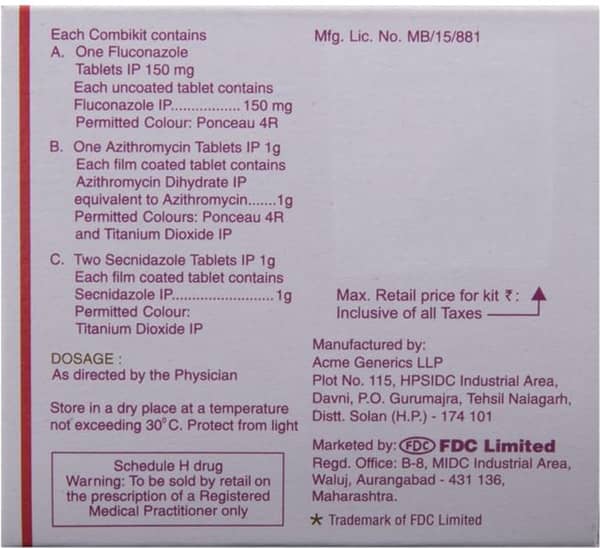 Each Combikit contains
A. One Fluconazole
Tablets IP 150 mg
Each uncoated tablet contains
Fluconazole IP................. 150 mg
Permitted Colour: Ponceau 4R
B. One Azithromycin Tablets IP 1g
Each film coated tablet contains
Azithromycin Dihydrate IP
equivalent to Azithromycin.......1g
Permitted Colours: Ponceau 4R
and Titanium Dioxide IP
C. Two Secnidazole Tablets IP 1g
Each film coated tablet contains
Secnidazole IP.........................1g
Permitted Colour:
Titanium Dioxide IP
DOSAGE :
As directed by the Physician
Store in a dry place at a temperature
not exceeding 30°C. Protect from light
Schedule H drug
Warning: To be sold by retail on
the prescription of a Registered
Medical Practitioner only
Mfg. Lic. No. MB/15/881
Max. Retail price for kit ₹:
Inclusive of all Taxes
Manufactured by:
Acme Generics LLP
Plot No. 115, HPSIDC Industrial Area,
Davni, P.O. Gurumajra, Tehsil Nalagarh,
Distt. Solan (H.P.) - 174 101
Marketed by: FDC FDC Limited
Regd. Office: B-8, MIDC Industrial Area,
Waluj, Aurangabad - 431 136,
Maharashtra.
* Trademark of FDC Limited